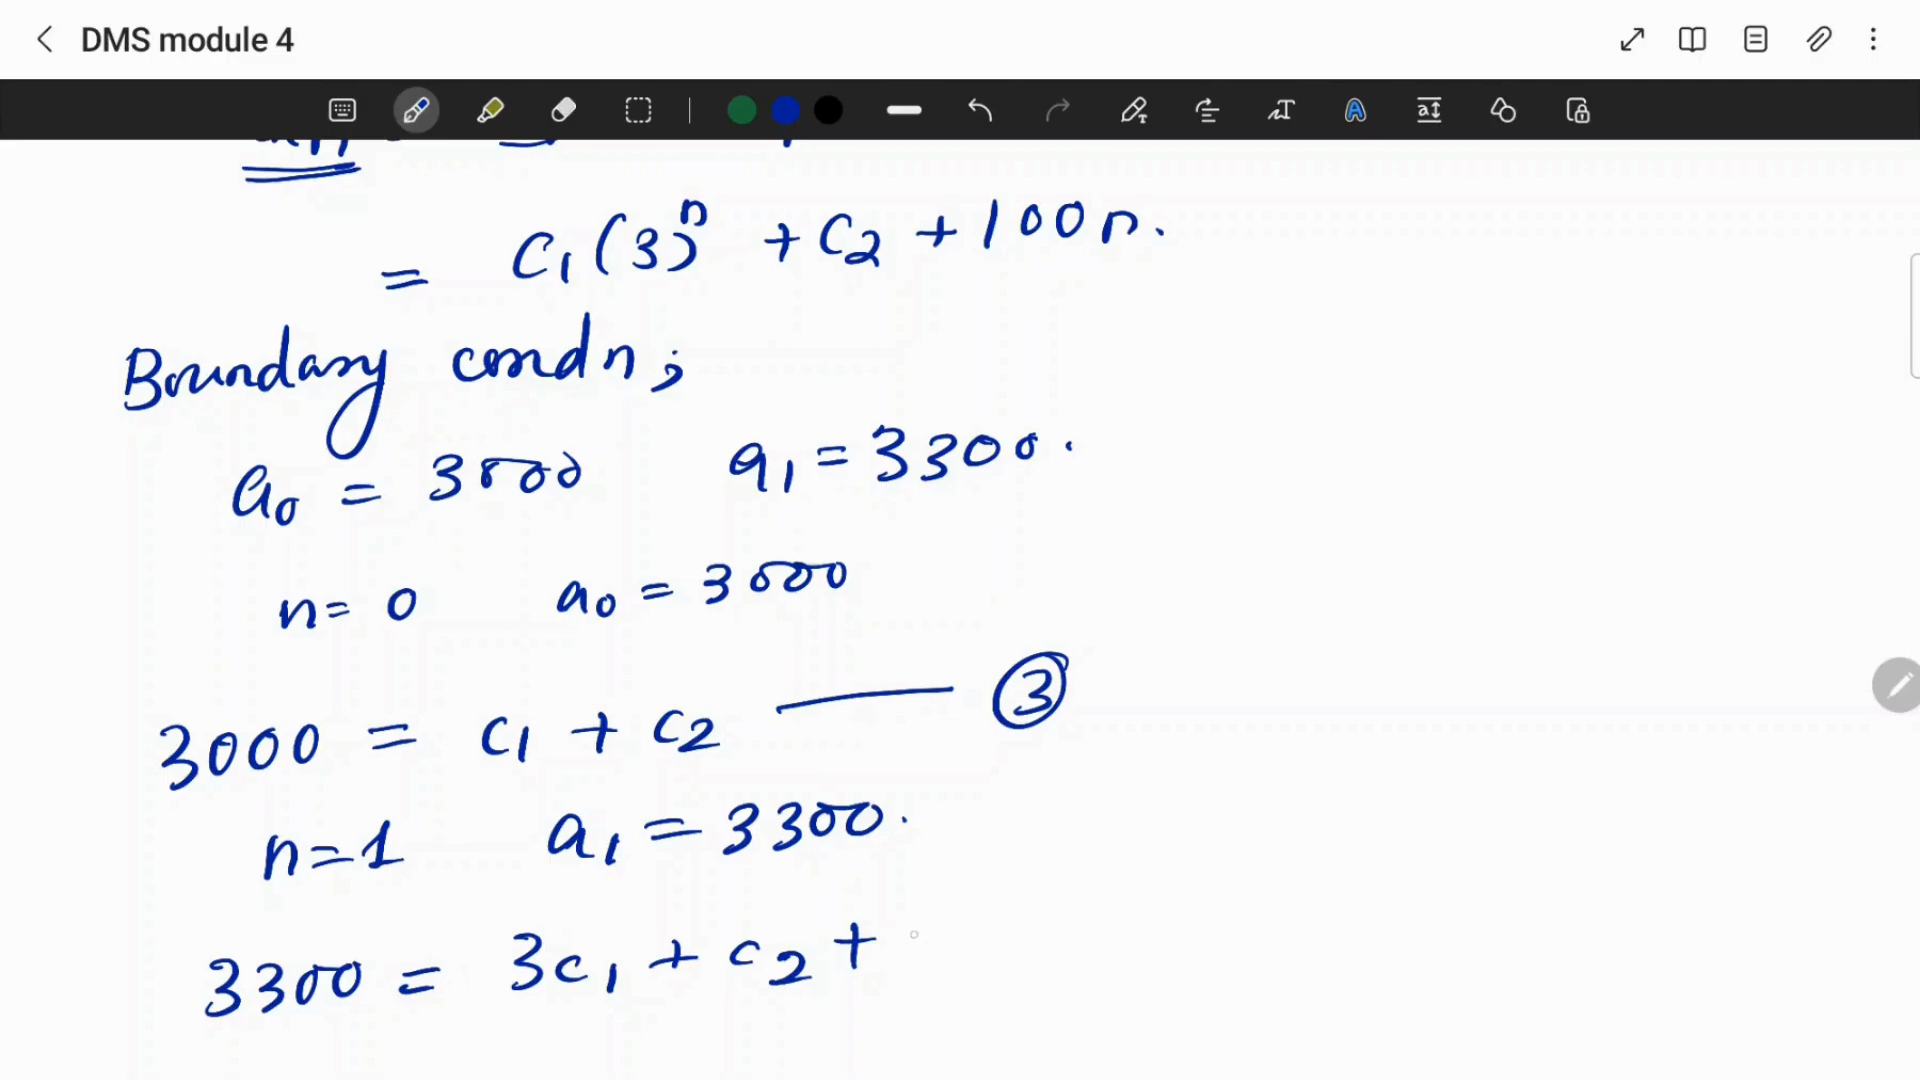 DMS module 4
= C₁(3)ⁿ + C₂ + 100n.
Boundary condn;
a₀ = 3000 a₁ = 3300.
n = 0 a₀ = 3000
3000 = c₁ + c₂ —— ③
n = 1 a₁ = 3300.
3300 = 3c₁ + c₂ +